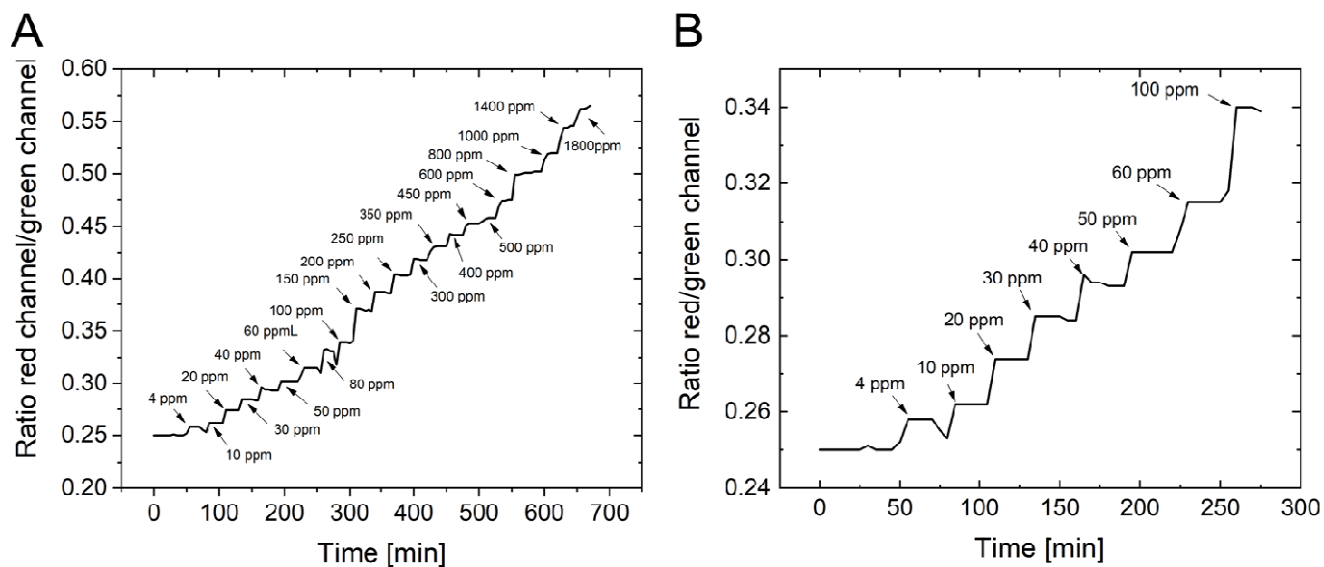 A
Ratio red channel/green channel
0.60
0.55
0.50
0.45
0.40
0.35
0.30
0.25
0.20
4 ppm
10 ppm
20 ppm
30 ppm
40 ppm
50 ppm
60 ppmL
80 ppm
100 ppm
150 ppm
200 ppm
250 ppm
300 ppm
350 ppm
400 ppm
450 ppm
500 ppm
600 ppm
800 ppm
1000 ppm
1400 ppm
1800ppm
0 100 200 300 400 500 600 700
Time [min]
B
Ratio red/green channel
0.34
0.32
0.30
0.28
0.26
0.24
4 ppm
10 ppm
20 ppm
30 ppm
40 ppm
50 ppm
60 ppm
100 ppm
0 50 100 150 200 250 300
Time [min]